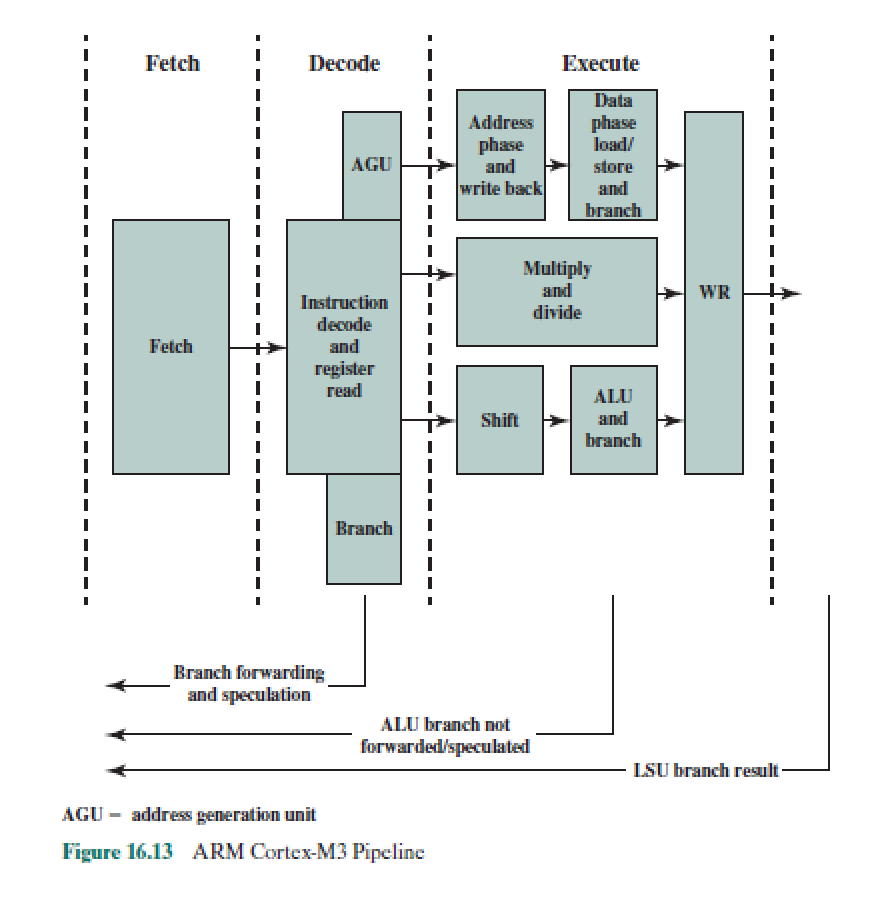 Fetch
Decode
Execute
AGU
Address
phase
and
write back
Data
phase
load/
store
and
branch
Fetch
Instruction
decode
and
register
read
Multiply
and
divide
WR
Shift
ALU
and
branch
Branch
Branch forwarding
and speculation
ALU branch not
forwarded/speculated
LSU branch result
AGU – address generation unit
Figure 16.13 ARM Cortex-M3 Pipeline